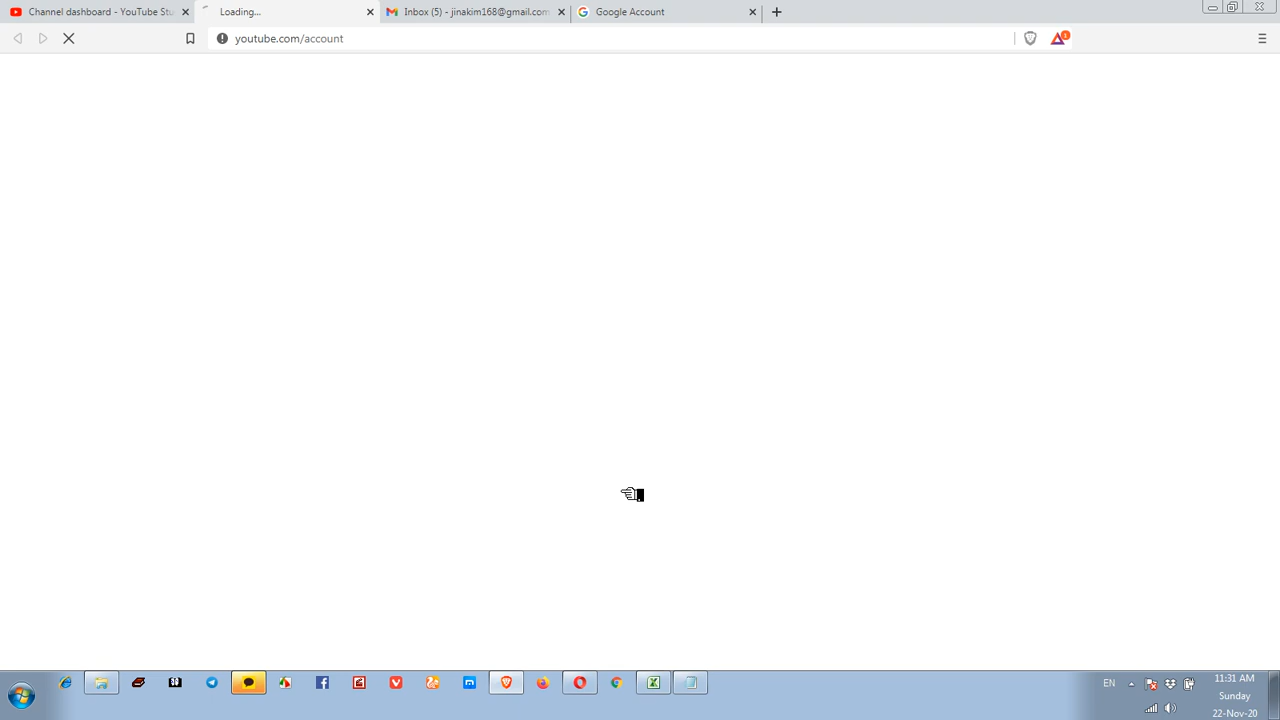 Channel dashboard - YouTube Stu
Loading...
Inbox (5) - jinakim168@gmail.com
Google Account
youtube.com/account
1
EN
11:31 AM
Sunday
22-Nov-20